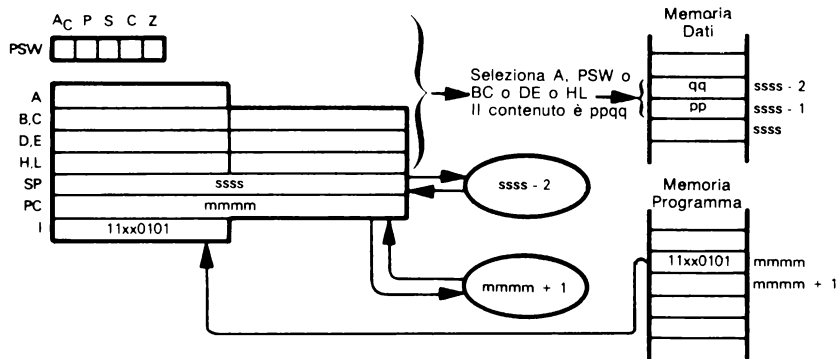 AC P S C Z
PSW
A
B,C
D,E
H,L
SP ssss
PC mmmm
I 11xx0101
Seleziona A, PSW o
BC o DE o HL
Il contenuto è ppqq
ssss - 2
mmmm + 1
Memoria
Dati
qq ssss - 2
pp ssss - 1
ssss
Memoria
Programma
11xx0101 mmmm
mmmm + 1